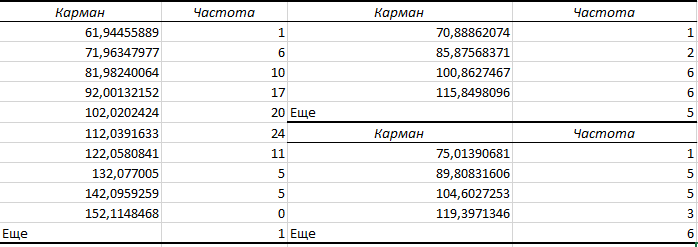 Карман Частота Карман Частота
61,94455889 1 70,88862074 1
71,96347977 6 85,87568371 2
81,98240064 10 100,8627467 6
92,00132152 17 115,8498096 6
102,0202424 20 Еще 5
112,0391633 24 Карман Частота
122,0580841 11 75,01390681 1
132,077005 5 89,80831606 5
142,0959259 5 104,6027253 5
152,1148468 0 119,3971346 3
Еще 1 Еще 6